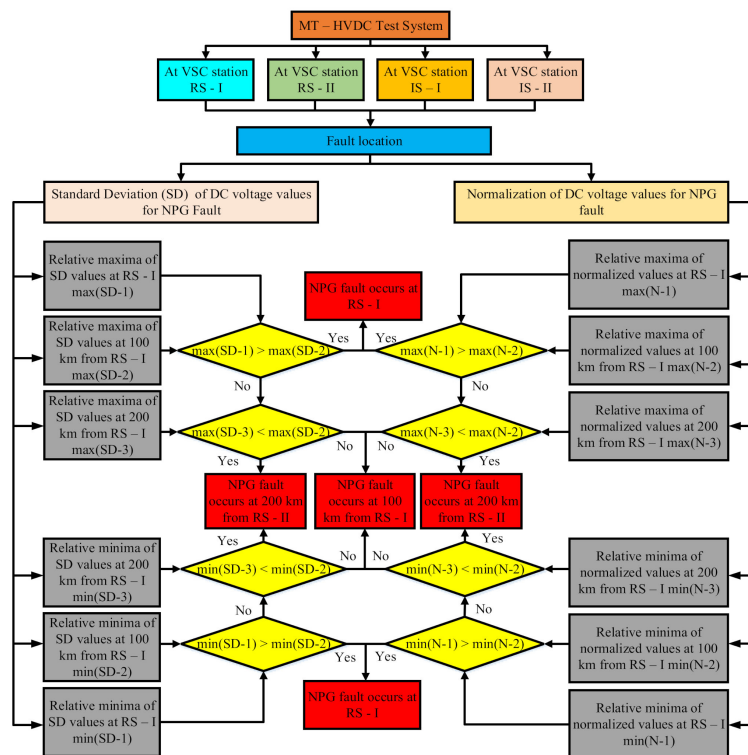 MT – HVDC Test System
At VSC station
RS - I
At VSC station
RS - II
At VSC station
IS – I
At VSC station
IS - II
Fault location
Standard Deviation (SD) of DC voltage values
for NPG Fault
Normalization of DC voltage values for NPG
fault
Relative maxima of
SD values at RS - I
max(SD-1)
NPG fault occurs at
RS - I
Relative maxima of
normalized values at RS – I
max(N-1)
Relative maxima of
SD values at 100
km from RS – I
max(SD-2)
max(SD-1) > max(SD-2)
Yes
Yes
max(N-1) > max(N-2)
Relative maxima of
normalized values at 100
km from RS – I max(N-2)
No
No
Relative maxima of
SD values at 200
km from RS – I
max(SD-3)
max(SD-3) < max(SD-2)
No
No
max(N-3) < max(N-2)
Relative maxima of
normalized values at 200
km from RS – I max(N-3)
Yes
Yes
NPG fault
occurs at 200 km
from RS - II
NPG fault
occurs at 100 km
from RS - I
NPG fault
occurs at 200 km
from RS - II
Yes
Yes
Relative minima of
SD values at 200
km from RS – I
min(SD-3)
min(SD-3) < min(SD-2)
No
No
min(N-3) < min(N-2)
Relative minima of
normalized values at 200
km from RS – I min(N-3)
No
No
Relative minima of
SD values at 100
km from RS – I
min(SD-2)
min(SD-1) > min(SD-2)
Yes
Yes
min(N-1) > min(N-2)
Relative minima of
normalized values at 100
km from RS – I min(N-2)
Relative minima of
SD values at RS – I
min(SD-1)
NPG fault occurs at
RS - I
Relative minima of
normalized values at RS – I
min(N-1)